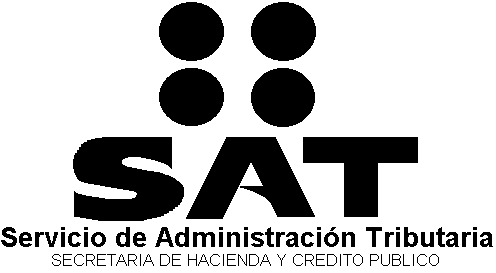 SAT
Servicio de Administración Tributaria
SECRETARIA DE HACIENDA Y CREDITO PUBLICO